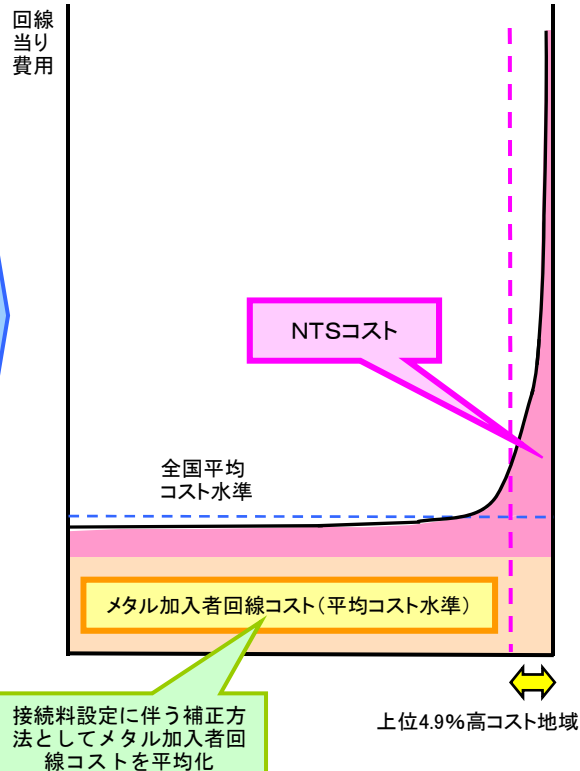 回線
当り
費用
NTSコスト
全国平均
コスト水準
メタル加入者回線コスト（平均コスト水準）
上位4.9％高コスト地域
接続料設定に伴う補正方
法としてメタル加入者回
線コストを平均化